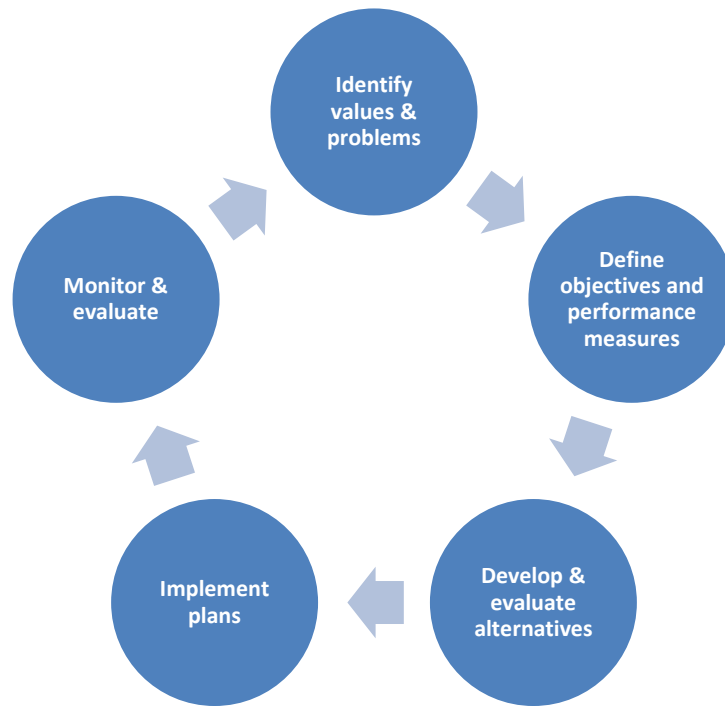 Identify
values &
problems
Define
objectives and
performance
measures
Develop &
evaluate
alternatives
Implement
plans
Monitor &
evaluate